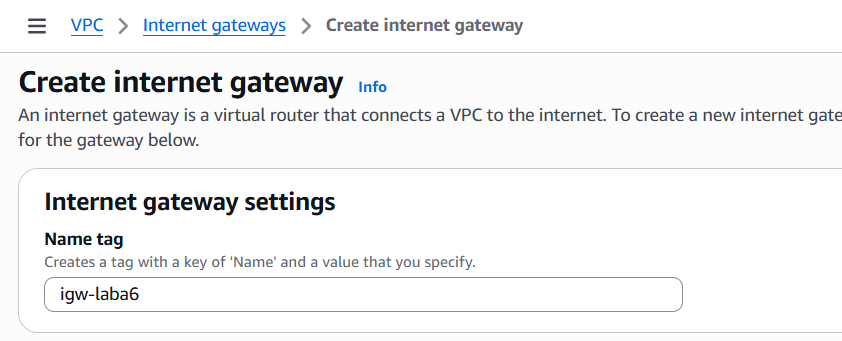 VPC > Internet gateways > Create internet gateway
Create internet gateway Info
An internet gateway is a virtual router that connects a VPC to the internet. To create a new internet gate
for the gateway below.
Internet gateway settings
Name tag
Creates a tag with a key of 'Name' and a value that you specify.
igw-laba6